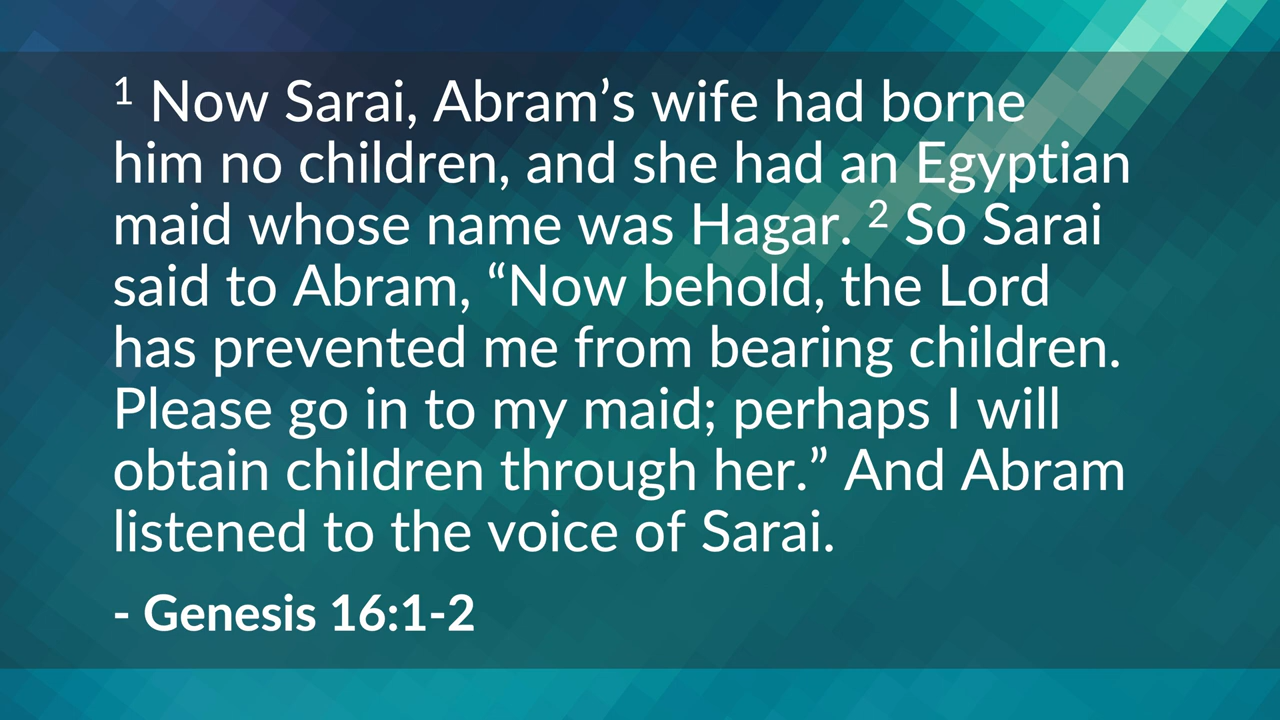 1 Now Sarai, Abram’s wife had borne
him no children, and she had an Egyptian
maid whose name was Hagar. 2 So Sarai
said to Abram, “Now behold, the Lord
has prevented me from bearing children.
Please go in to my maid; perhaps I will
obtain children through her.” And Abram
listened to the voice of Sarai.
- Genesis 16:1-2